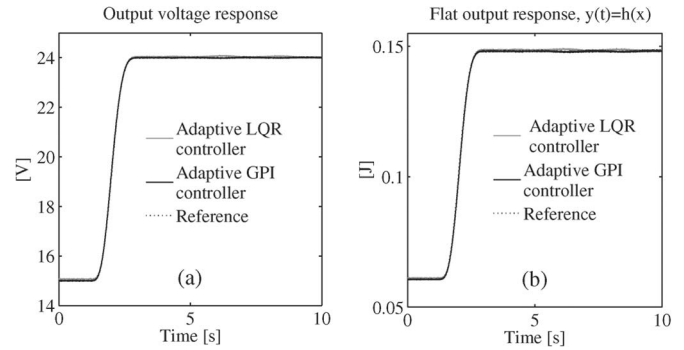 Output voltage response
26
24
22
20
18
16
14
[V]
Adaptive LQR
controller
Adaptive GPI
controller
Reference
(a)
0
5
10
Time [s]
Flat output response, y(t)=h(x)
0.15
0.1
0.05
[J]
Adaptive LQR
controller
Adaptive GPI
controller
Reference
(b)
0
5
10
Time [s]